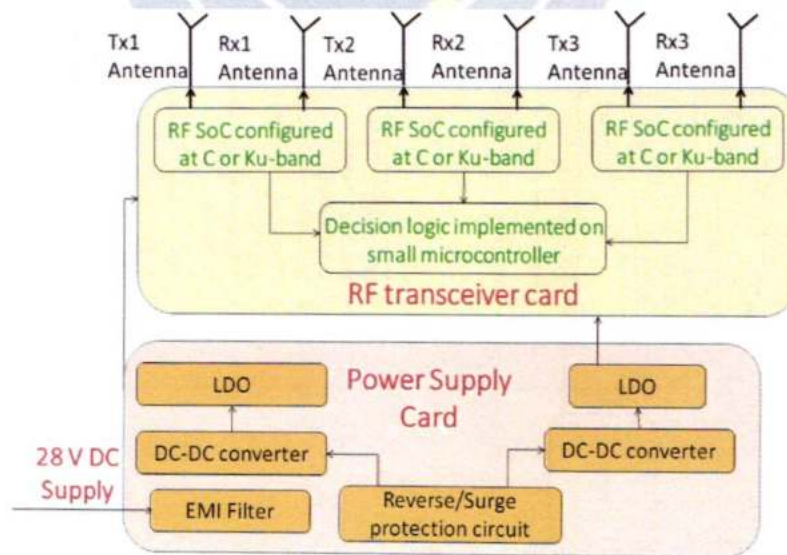 Tx1 Antenna
Rx1 Antenna
Tx2 Antenna
Rx2 Antenna
Tx3 Antenna
Rx3 Antenna
RF SoC configured
at C or Ku-band
RF SoC configured
at C or Ku-band
RF SoC configured
at C or Ku-band
Decision logic implemented on
small microcontroller
RF transceiver card
LDO
Power Supply
Card
LDO
28 V DC
Supply
DC-DC converter
DC-DC converter
EMI Filter
Reverse/Surge
protection circuit